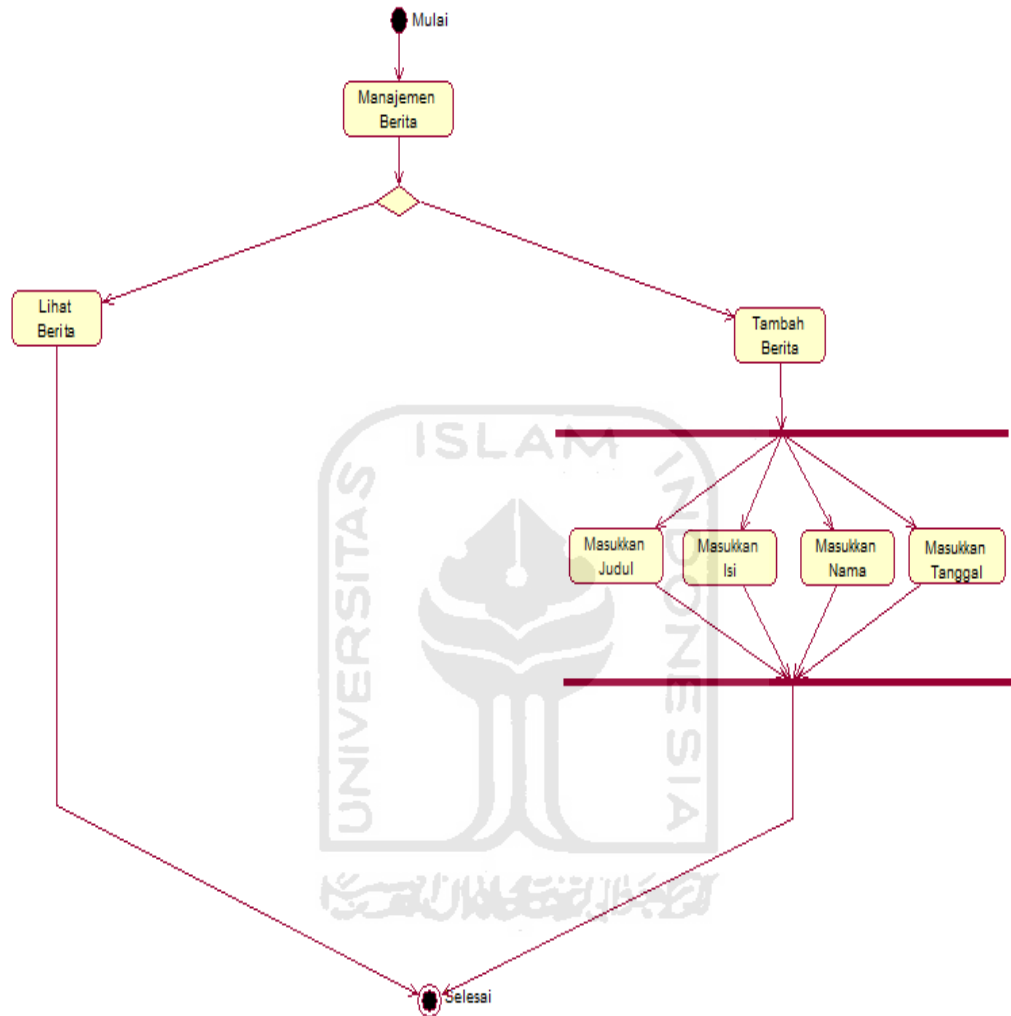 Mulai
Manajemen
Berita
Lihat
Berita
Tambah
Berita
ISLAM
UNIVERSITAS
INDONESIA
Masukkan
Judul
Masukkan
Isi
Masukkan
Nama
Masukkan
Tanggal
Selesai